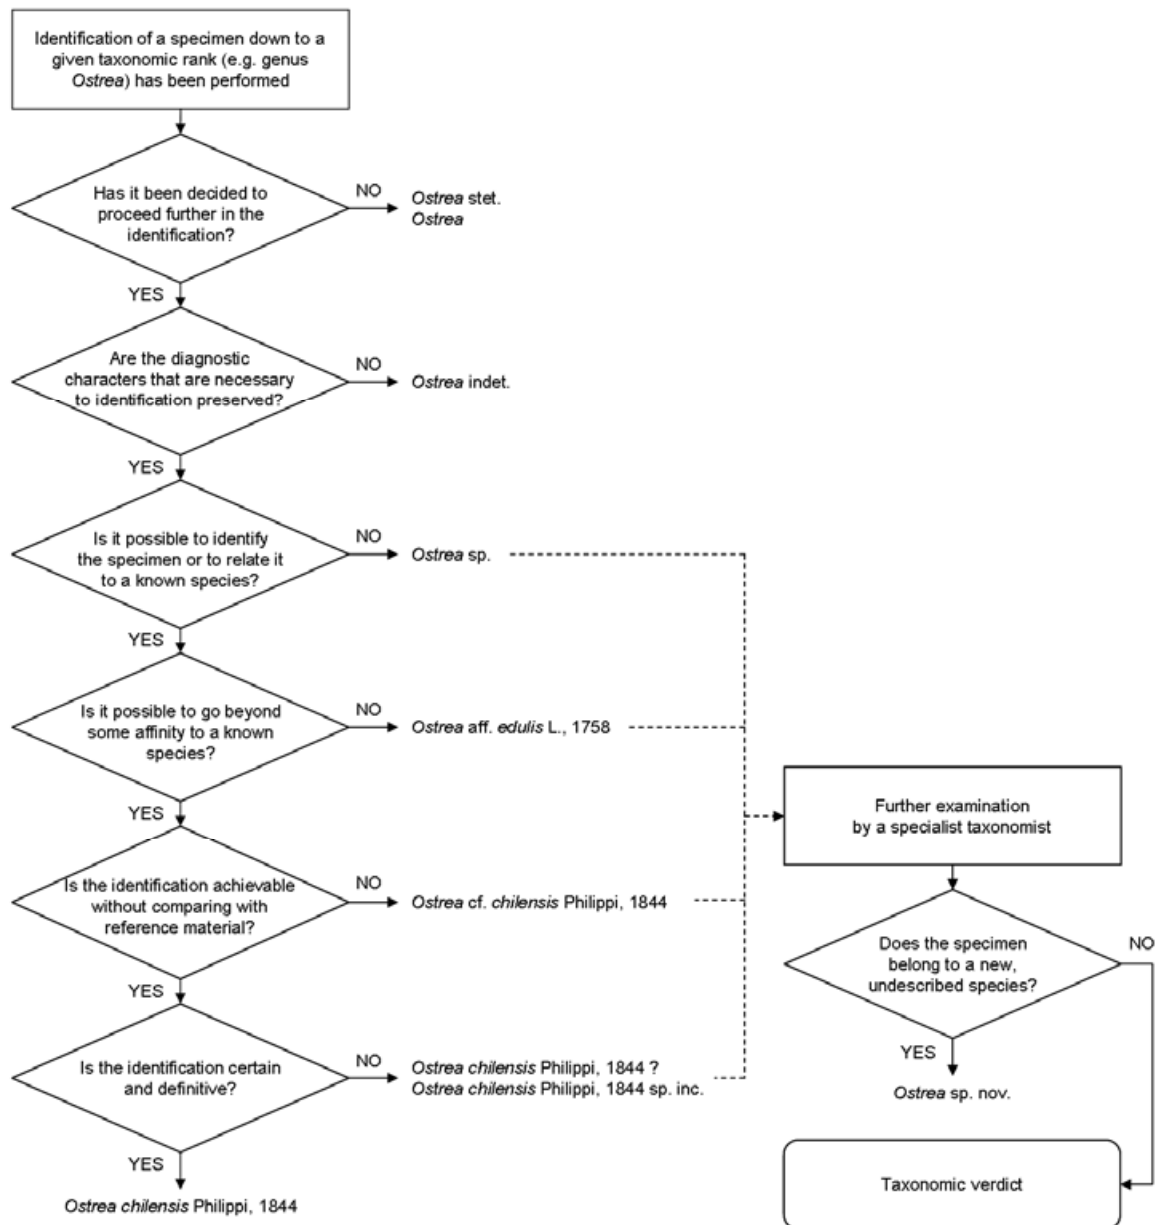 Identification of a specimen down to a
given taxonomic rank (e.g. genus
Ostrea) has been performed
Has it been decided to
proceed further in the
identification?
NO
Ostrea stet.
Ostrea
YES
Are the diagnostic
characters that are necessary
to identification preserved?
NO
Ostrea indet.
YES
Is it possible to identify
the specimen or to relate it
to a known species?
NO
Ostrea sp.
YES
Is it possible to go beyond
some affinity to a known
species?
NO
Ostrea aff. edulis L., 1758
YES
Is the identification achievable
without comparing with
reference material?
NO
Ostrea cf. chilensis Philippi, 1844
YES
Is the identification certain
and definitive?
NO
Ostrea chilensis Philippi, 1844 ?
Ostrea chilensis Philippi, 1844 sp. inc.
YES
Ostrea chilensis Philippi, 1844
Further examination
by a specialist taxonomist
Does the specimen
belong to a new,
undescribed species?
NO
YES
Ostrea sp. nov.
Taxonomic verdict